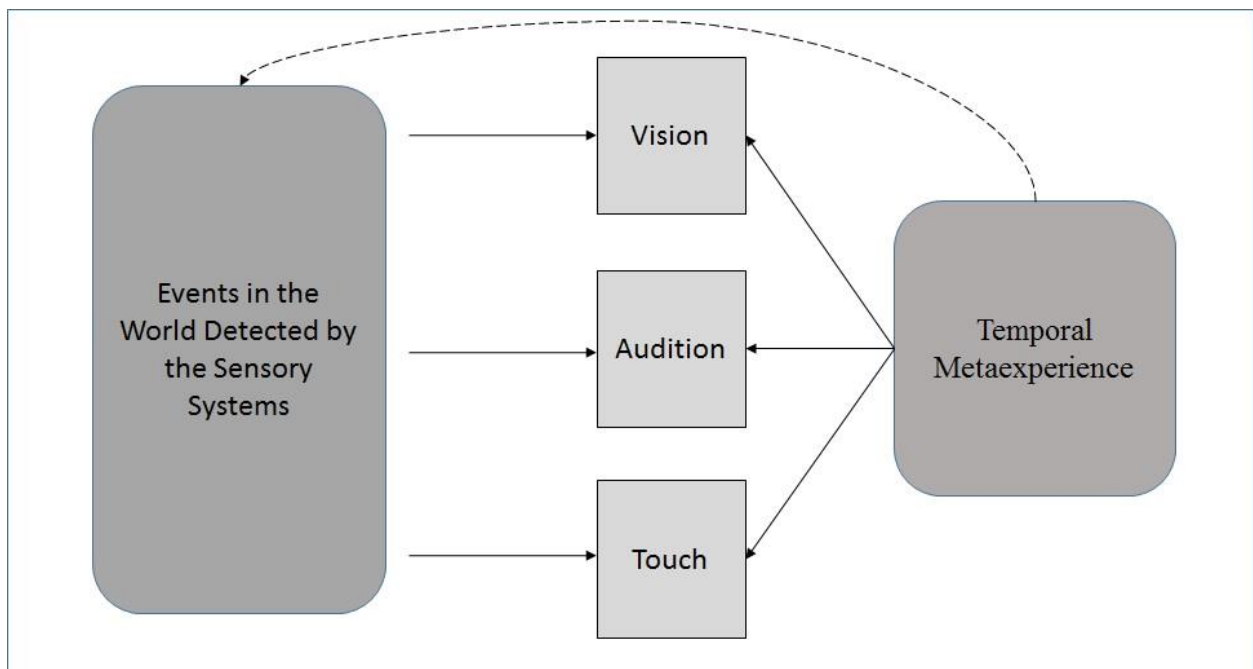 Events in the
World Detected by
the Sensory
Systems
Vision
Audition
Touch
Temporal
Metaexperience